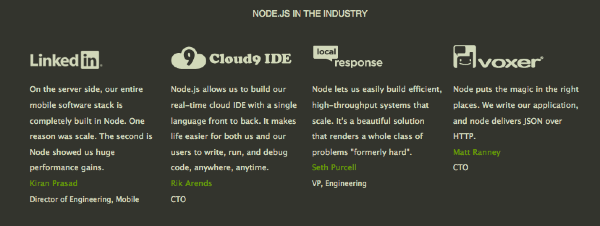 NODE.JS IN THE INDUSTRY
LinkedIn
On the server side, our entire
mobile software stack is
completely built in Node. One
reason was scale. The second is
Node showed us huge
performance gains.
Kiran Prasad
Director of Engineering, Mobile
9 Cloud9 IDE
Node.js allows us to build our
real-time cloud IDE with a single
language front to back. It makes
life easier for both us and our
users to write, run, and debug
code, anywhere, anytime.
Rik Arends
CTO
local
response
Node lets us easily build efficient,
high-throughput systems that
scale. It's a beautiful solution
that renders a whole class of
problems "formerly hard".
Seth Purcell
VP, Engineering
voxer
Node puts the magic in the right
places. We write our application,
and node delivers JSON over
HTTP.
Matt Ranney
CTO